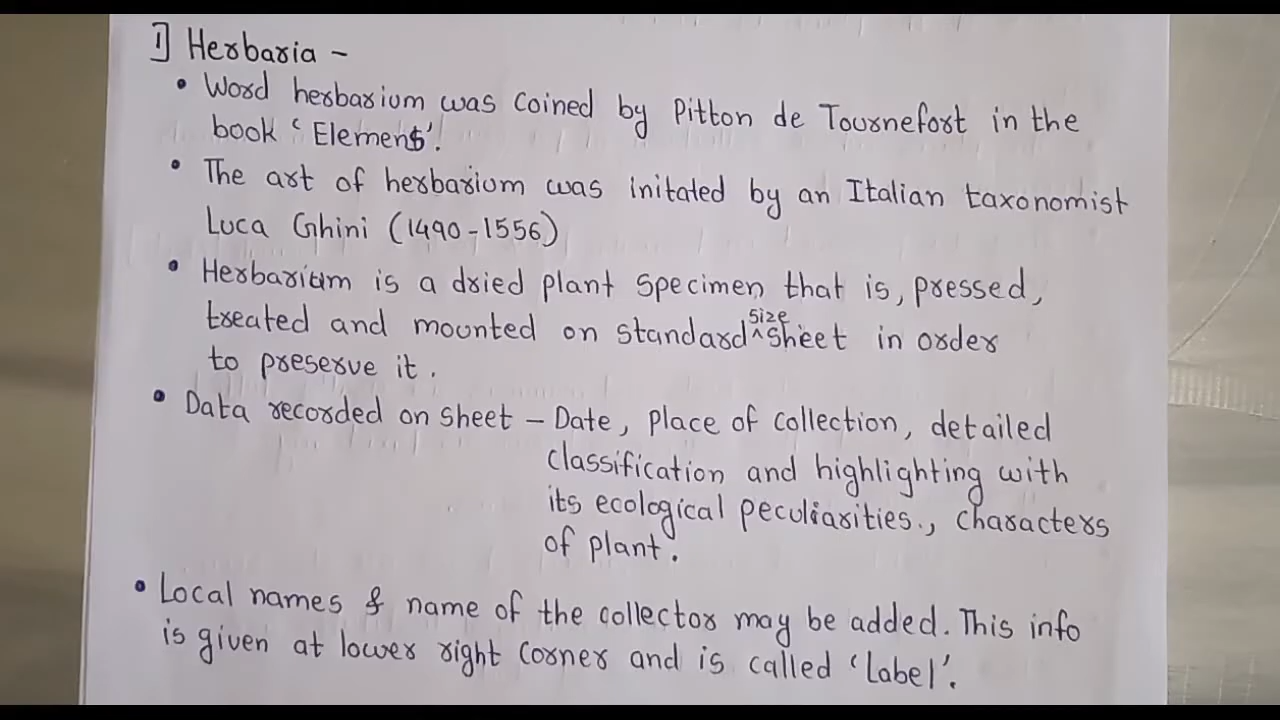 1] Herbaria -
• Word herbarium was coined by Pitton de Tournefort in the
book 'Elemens'.
• The art of herbarium was initated by an Italian taxonomist
Luca Ghini (1490-1556)
• Herbarium is a dried plant specimen that is, pressed,
treated and mounted on standard ^size sheet in order
to preserve it.
• Data recorded on sheet - Date, place of collection, detailed
classification and highlighting with
its ecological peculiarities., characters
of plant.
• Local names & name of the collector may be added. This info
is given at lower right corner and is called 'Label'.